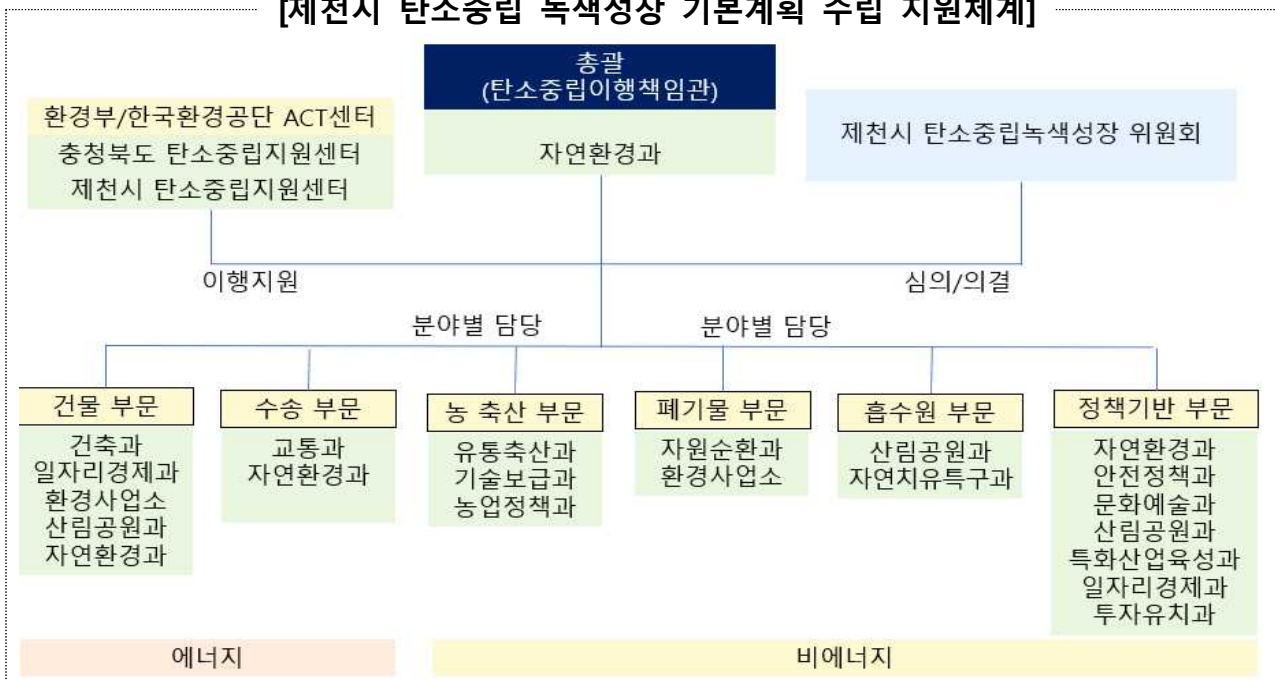 [제천시 탄소중립 녹색성장 기본계획 수립 지원체계]
총괄
(탄소중립이행책임관)
자연환경과
환경부/한국환경공단 ACT센터
충청북도 탄소중립지원센터
제천시 탄소중립지원센터
제천시 탄소중립녹색성장 위원회
이행지원
심의/의결
분야별 담당
분야별 담당
건물 부문
건축과
일자리경제과
환경사업소
산림공원과
자연환경과
수송 부문
교통과
자연환경과
농 축산 부문
유통축산과
기술보급과
농업정책과
폐기물 부문
자원순환과
환경사업소
흡수원 부문
산림공원과
자연치유특구과
정책기반 부문
자연환경과
안전정책과
문화예술과
산림공원과
특화산업육성과
일자리경제과
투자유치과
에너지
비에너지